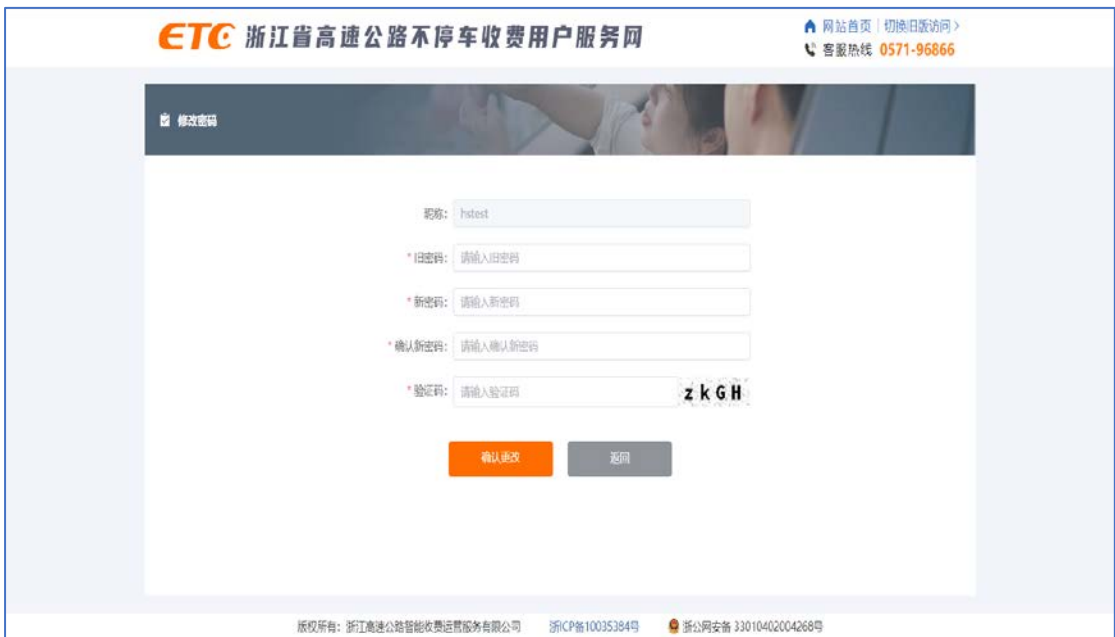 ETC 浙江省高速公路不停车收费用户服务网
网站首页 | 切换旧版访问 >
客服热线 0571-96866
修改密码
昵称: hstest
* 旧密码: 请输入旧密码
* 新密码: 请输入新密码
* 确认新密码: 请输入确认新密码
* 验证码: 请输入验证码 zkGH
确认更改 返回
版权所有：浙江高速公路智能收费运营服务有限公司 浙ICP备10035384号 浙公网安备 33010402004268号